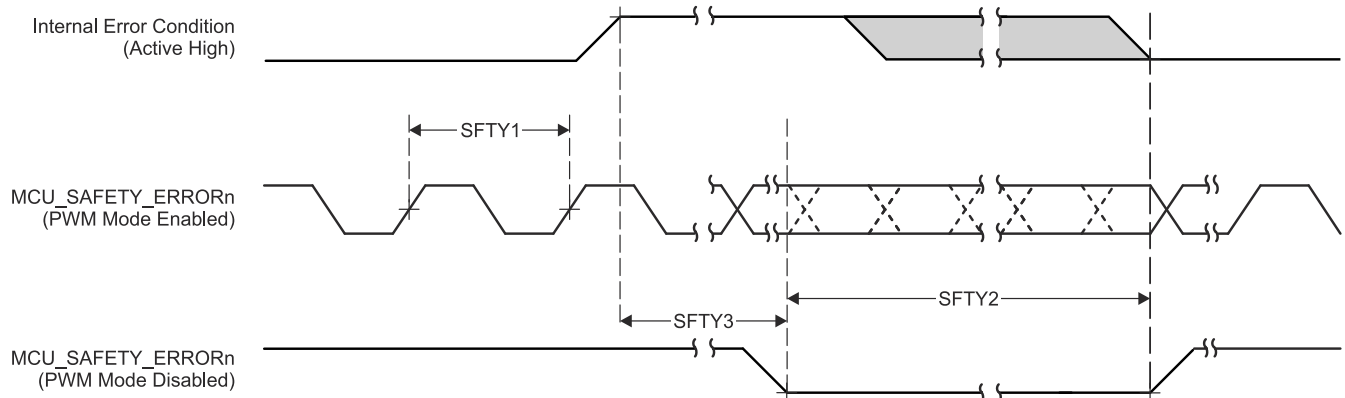 Internal Error Condition
(Active High)
SFTY1
MCU_SAFETY_ERRORn
(PWM Mode Enabled)
SFTY2
SFTY3
MCU_SAFETY_ERRORn
(PWM Mode Disabled)